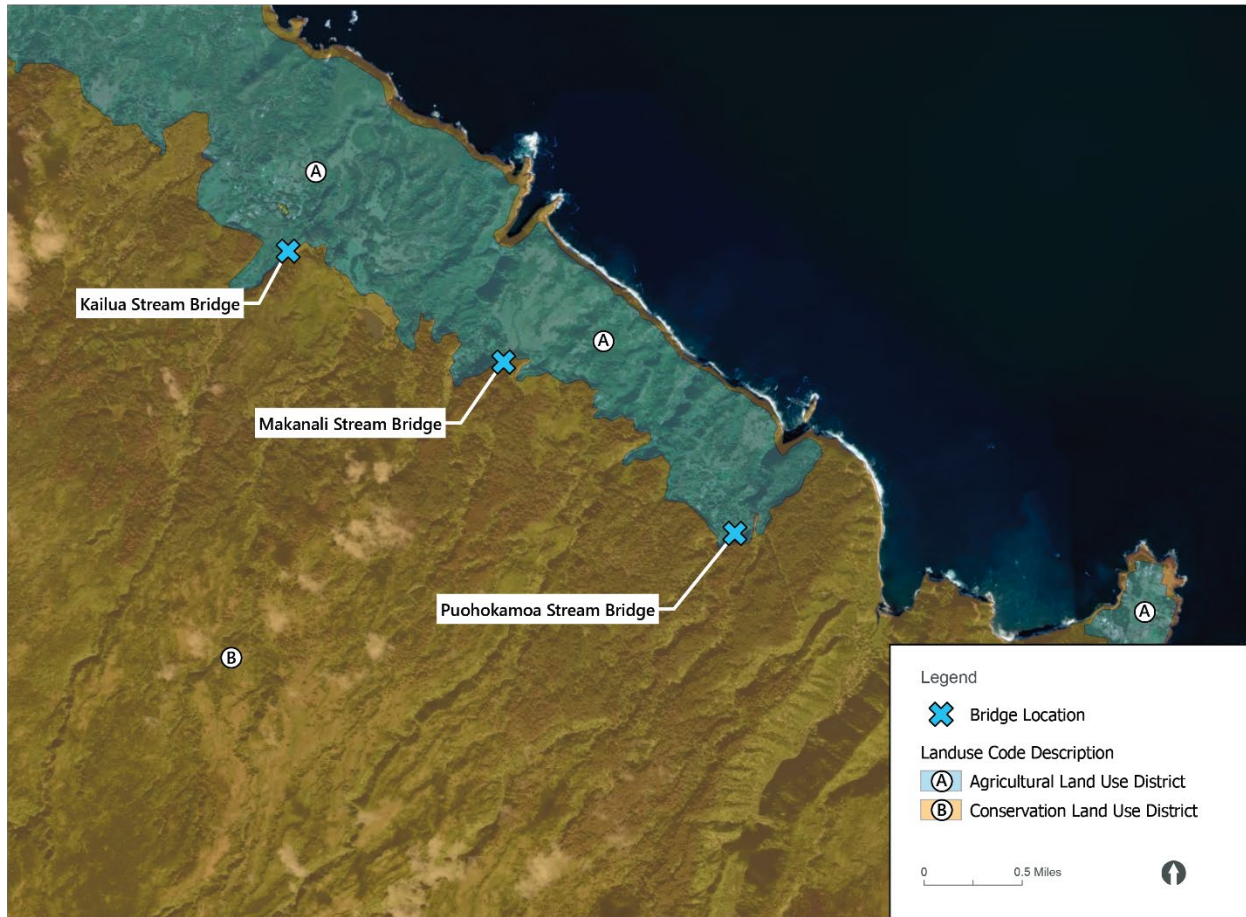 A
Kailua Stream Bridge
A
Makanali Stream Bridge
Puohokamoa Stream Bridge
A
B
Legend
Bridge Location
Landuse Code Description
A Agricultural Land Use District
B Conservation Land Use District
0 0.5 Miles